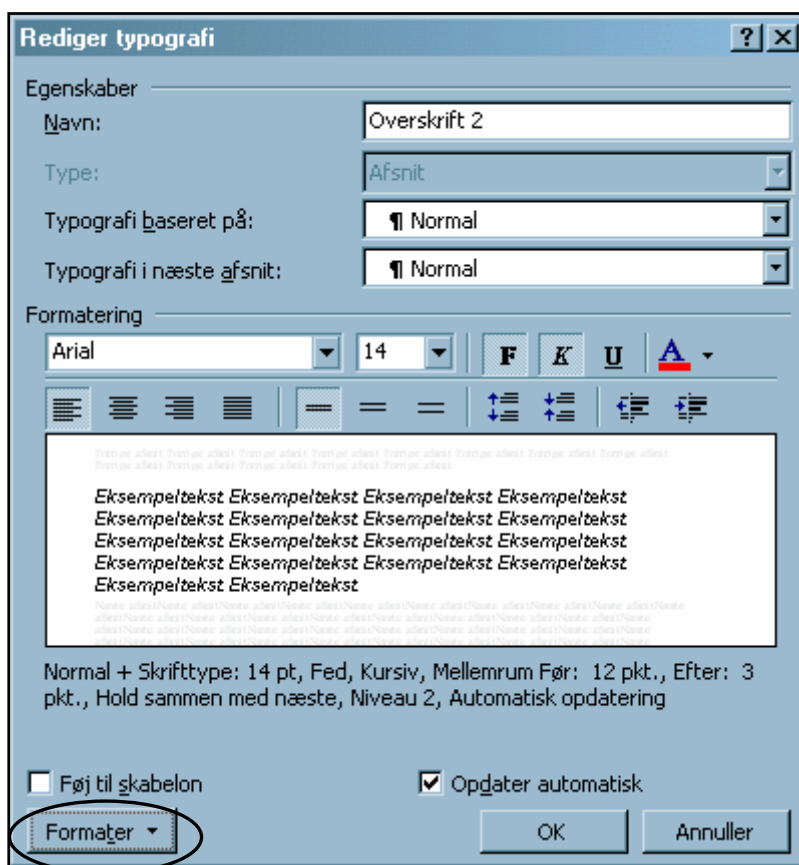 Rediger typografi
Egenskaber
Navn: Overskrift 2
Type: Afsnit
Typografi baseret på: ¶ Normal
Typografi i næste afsnit: ¶ Normal
Formatering
Arial 14 F K U A
Eksempeltekst Eksempeltekst Eksempeltekst Eksempeltekst
Eksempeltekst Eksempeltekst Eksempeltekst Eksempeltekst
Eksempeltekst Eksempeltekst Eksempeltekst Eksempeltekst
Eksempeltekst Eksempeltekst Eksempeltekst Eksempeltekst
Eksempeltekst Eksempeltekst
Normal + Skrifttype: 14 pt, Fed, Kursiv, Mellemrum Før: 12 pkt., Efter: 3
pkt., Hold sammen med næste, Niveau 2, Automatisk opdatering
Føj til skabelon Opdater automatisk
Formater OK Annuller